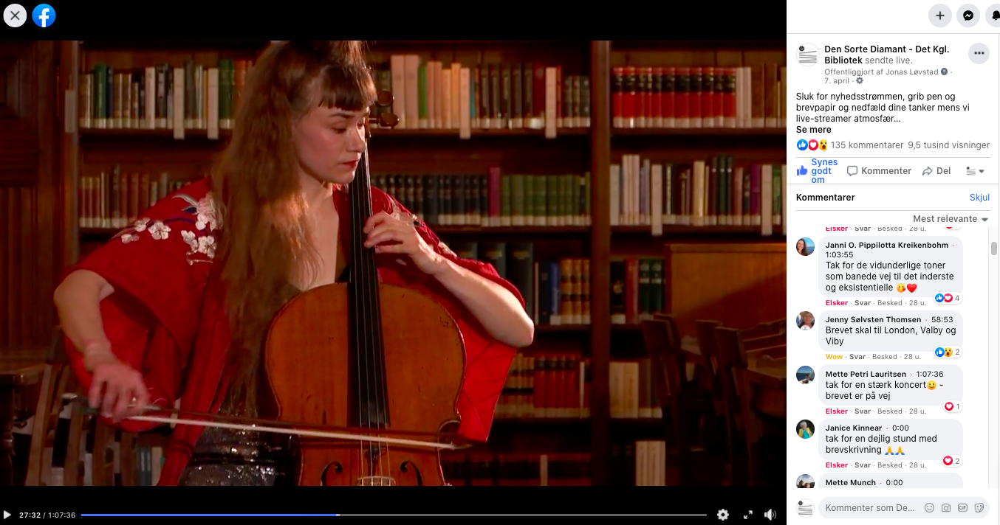 Den Sorte Diamant - Det Kgl.
Bibliotek sendte live.
Offentliggjort af Jonas Løvstad ·
7. april ·
Sluk for nyhedsstrømmen, grib pen og
brevpapir og nedfæld dine tanker mens vi
live-streamer atmosfær...
Se mere
135 kommentarer 9,5 tusind visninger
Synes
godt
om
Kommenter
Del
Kommentarer
Skjul
Mest relevante
Elsker · Svar · Besked · 28 u.
Janni O. Pippilotta Kreikenbohm ·
1:03:55
Tak for de vidunderlige toner
som banede vej til det inderste
og eksistentielle 😋❤️
4
Elsker · Svar · Besked · 28 u.
Jenny Sølvsten Thomsen · 58:53
Brevet skal til London, Valby og
Viby
2
Wow · Svar · Besked · 28 u.
Mette Petri Lauritsen · 1:07:36
tak for en stærk koncert😀 -
brevet er på vej
1
Elsker · Svar · Besked · 28 u.
Janice Kinnear · 0:00
tak for en dejlig stund med
brevskrivning 🙏🙏
2
Elsker · Svar · Besked · 28 u.
Mette Munch · 0:00
Kommenter som De...
GIF
27:32 / 1:07:36